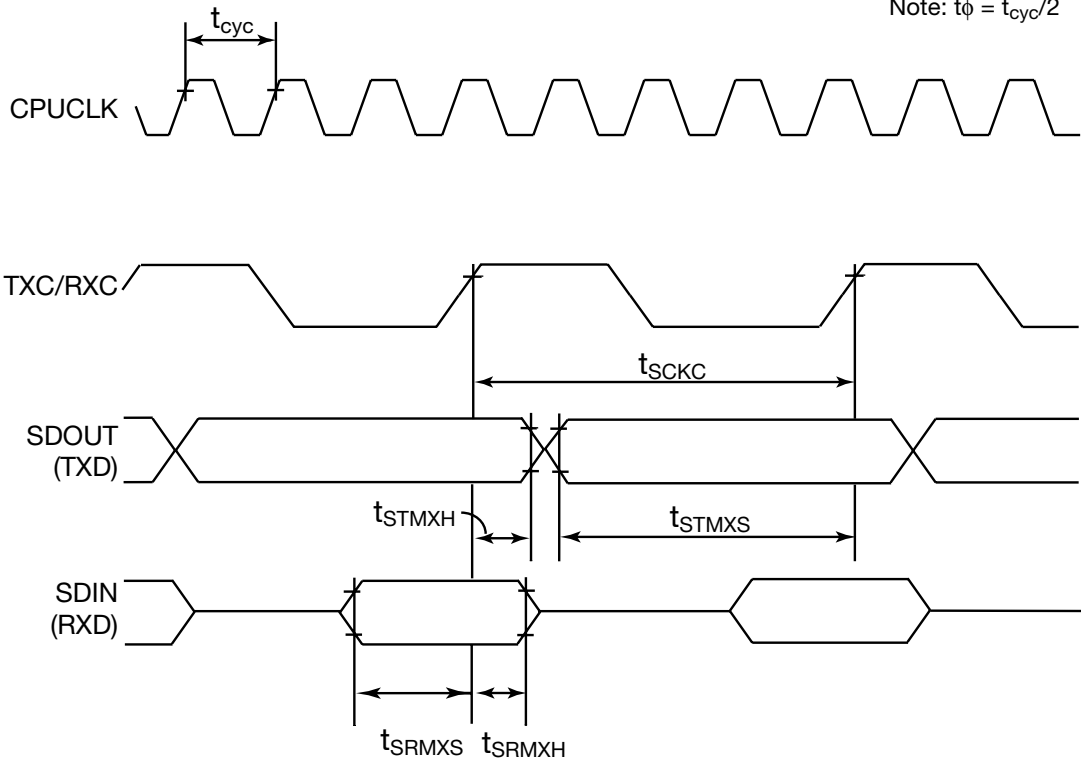 Note: tϕ = tcyc/2
tcyc
CPUCLK
TXC/RXC
tSCKC
SDOUT
(TXD)
tSTMXH
tSTMXS
SDIN
(RXD)
tSRMXS tSRMXH